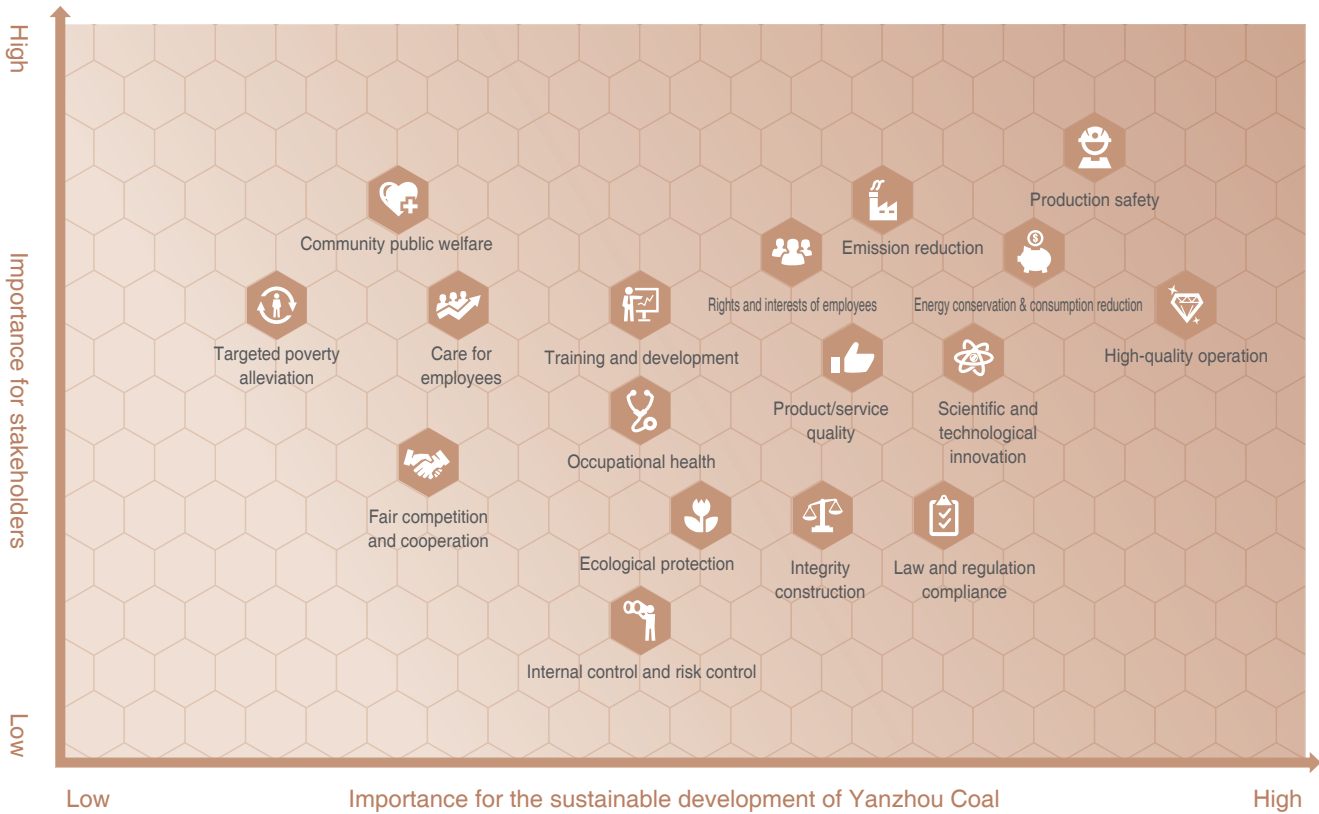 High
Importance for stakeholders
Low
Production safety
Community public welfare
Emission reduction
Rights and interests of employees
Energy conservation & consumption reduction
Targeted poverty
alleviation
Care for
employees
Training and development
High-quality operation
Product/service
quality
Scientific and
technological
innovation
Occupational health
Fair competition
and cooperation
Ecological protection
Integrity
construction
Law and regulation
compliance
Internal control and risk control
Low
Importance for the sustainable development of Yanzhou Coal
High